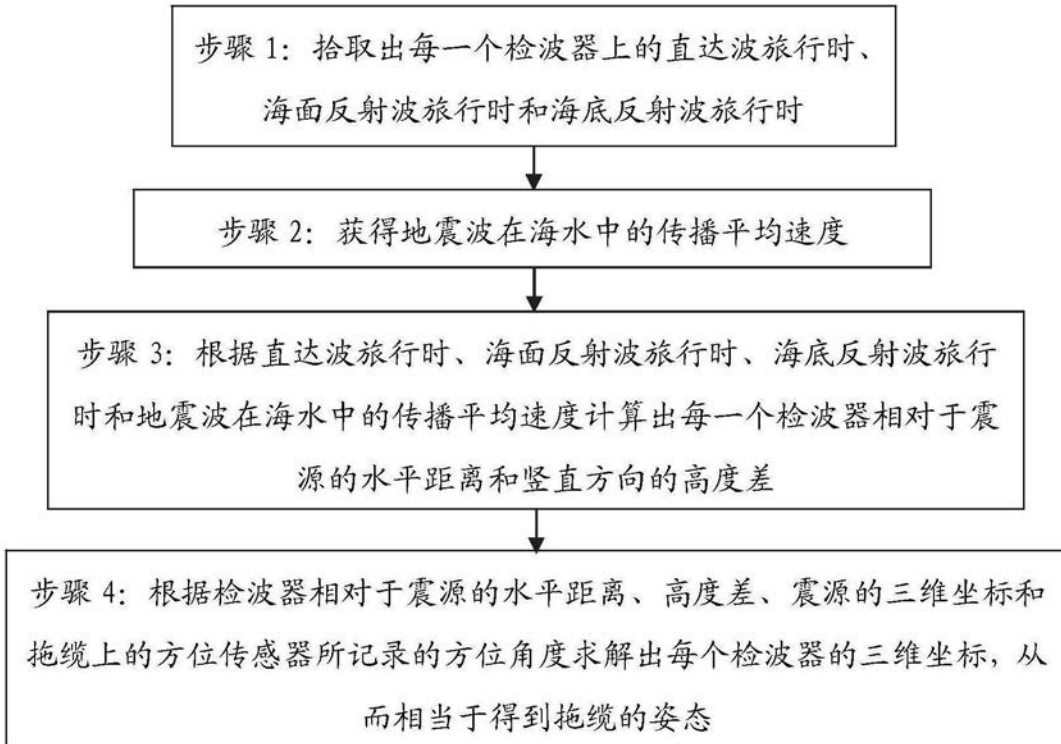 步骤 1：拾取出每一个检波器上的直达波旅行时、
海面反射波旅行时和海底反射波旅行时
步骤 2：获得地震波在海水中的传播平均速度
步骤 3：根据直达波旅行时、海面反射波旅行时、海底反射波旅行
时和地震波在海水中的传播平均速度计算出每一个检波器相对于震
源的水平距离和竖直方向的高度差
步骤 4：根据检波器相对于震源的水平距离、高度差、震源的三维坐标和
拖缆上的方位传感器所记录的方位角度求解出每个检波器的三维坐标，从
而相当于得到拖缆的姿态